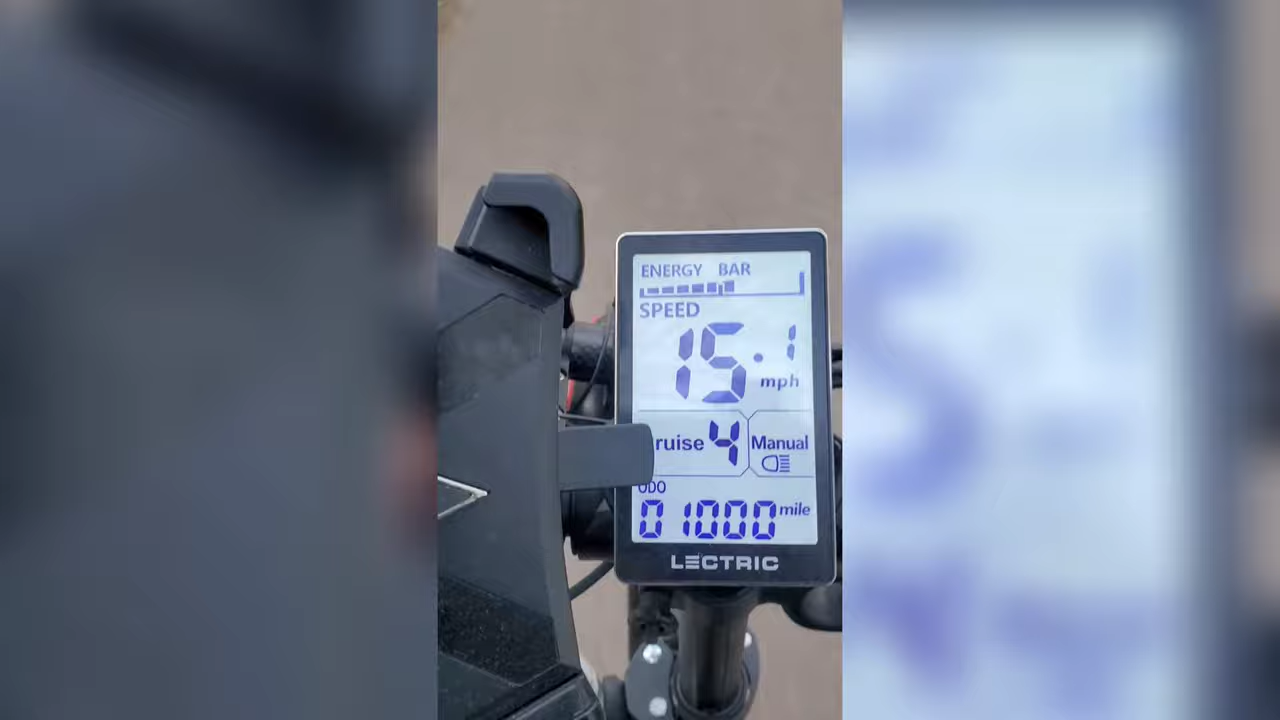 ENERGY BAR
SPEED
15.1
mph
ruise 4 Manual
ODO
01000 mile
LECTRIC